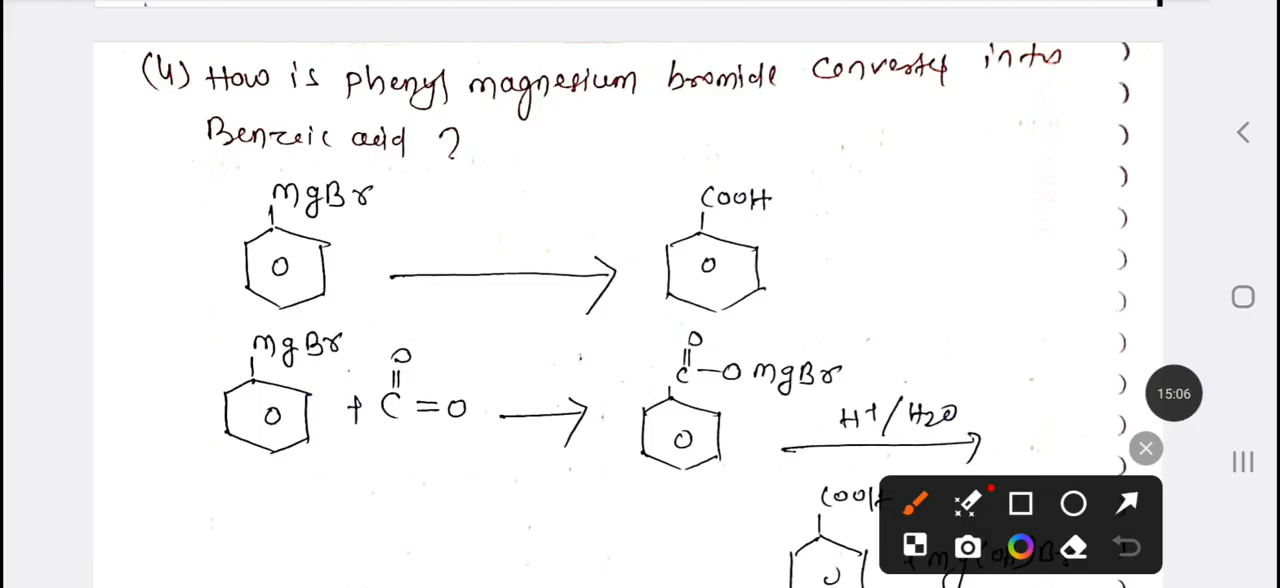 (4) How is phenyl magnesium bromide converted into
Benzoic acid ?
MgBr
COOH
MgBr
O
+ C = O
O
C - O MgBr
H+/H2O
COOH
15:06